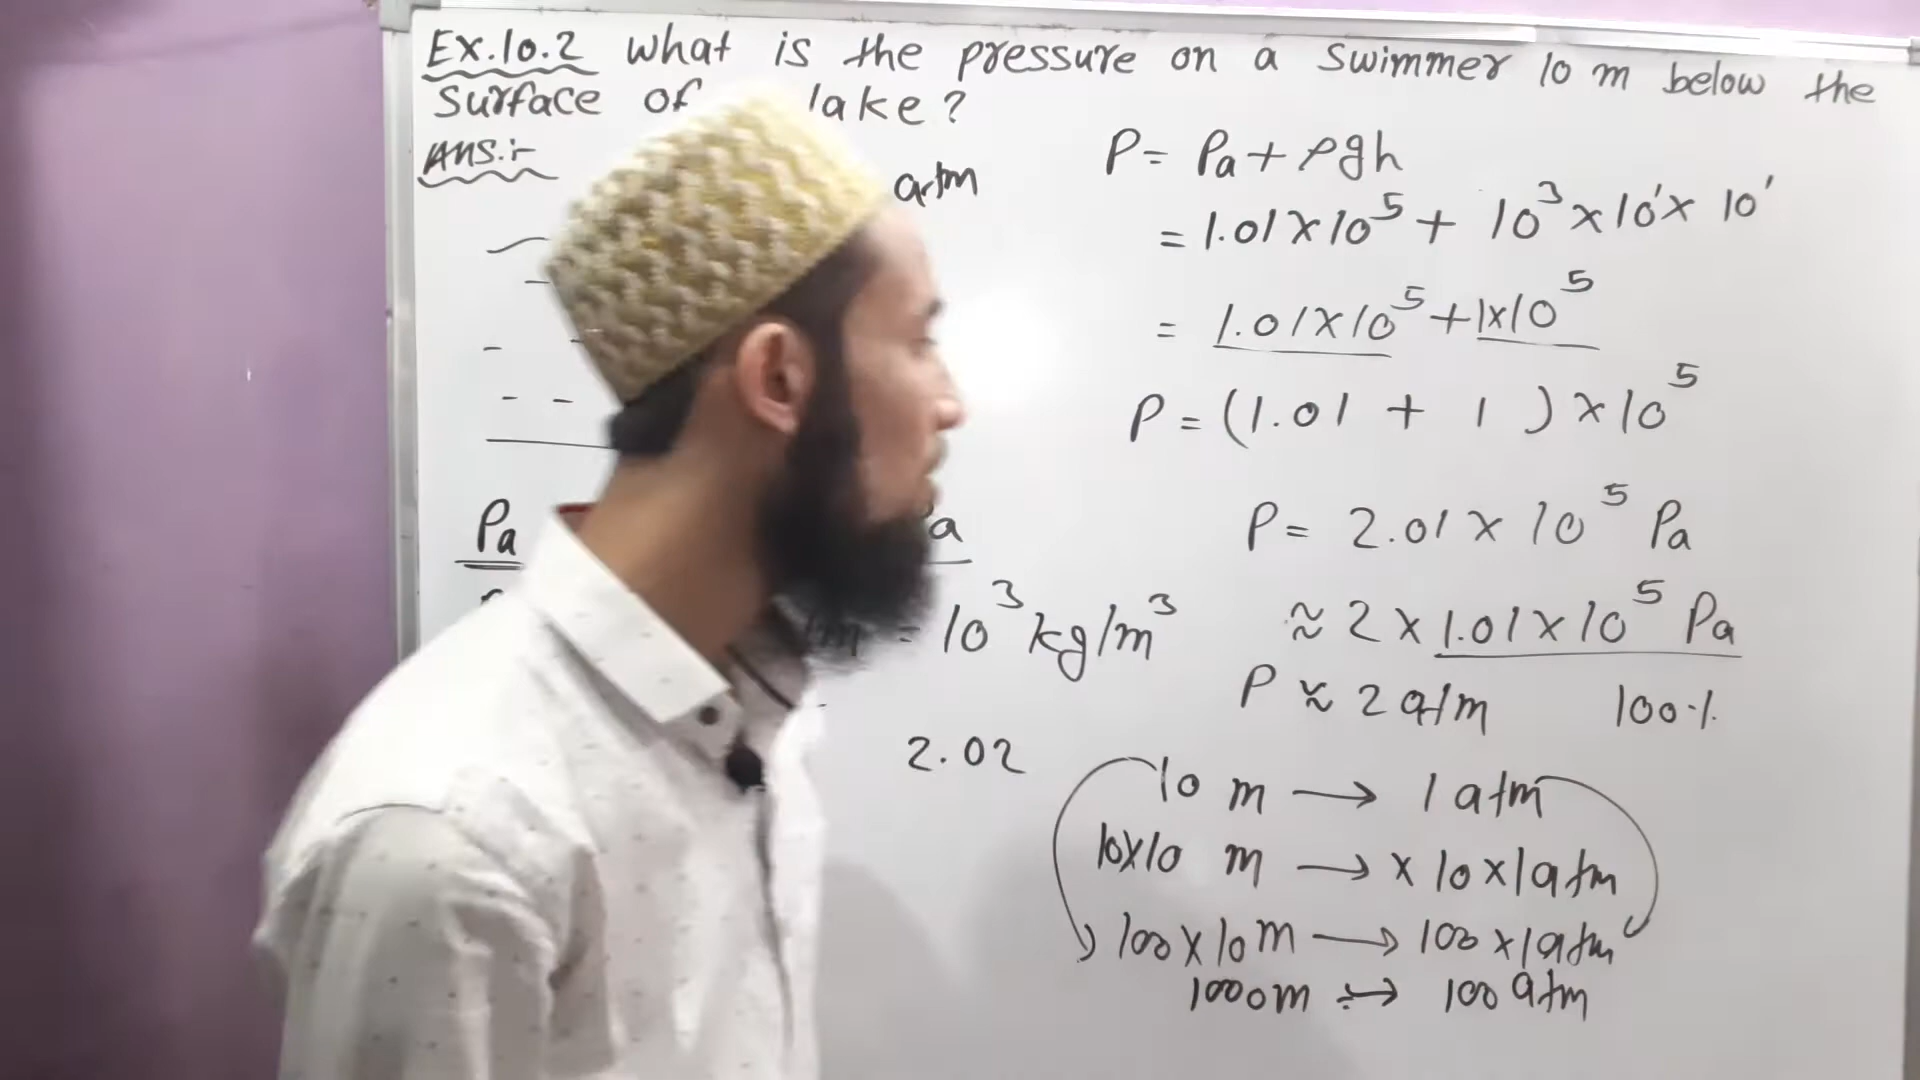 Ex.10.2 What is the pressure on a swimmer 10 m below the
surface of lake?
Ans.:-
atm
P = Pa + ρgh
= 1.01 × 10⁵ + 10³ × 10¹ × 10¹
= 1.01 × 10⁵ + 1 × 10⁵
P = (1.01 + 1) × 10⁵
P = 2.01 × 10⁵ Pa
≈ 2 × 1.01 × 10⁵ Pa
P ≈ 2 atm 100%
Pa
a
= 10³ kg/m³
2.02
10 m → 1 atm
10×10 m → × 10 × 1 atm
100 × 10 m → 100 × 1 atm
1000 m → 100 atm